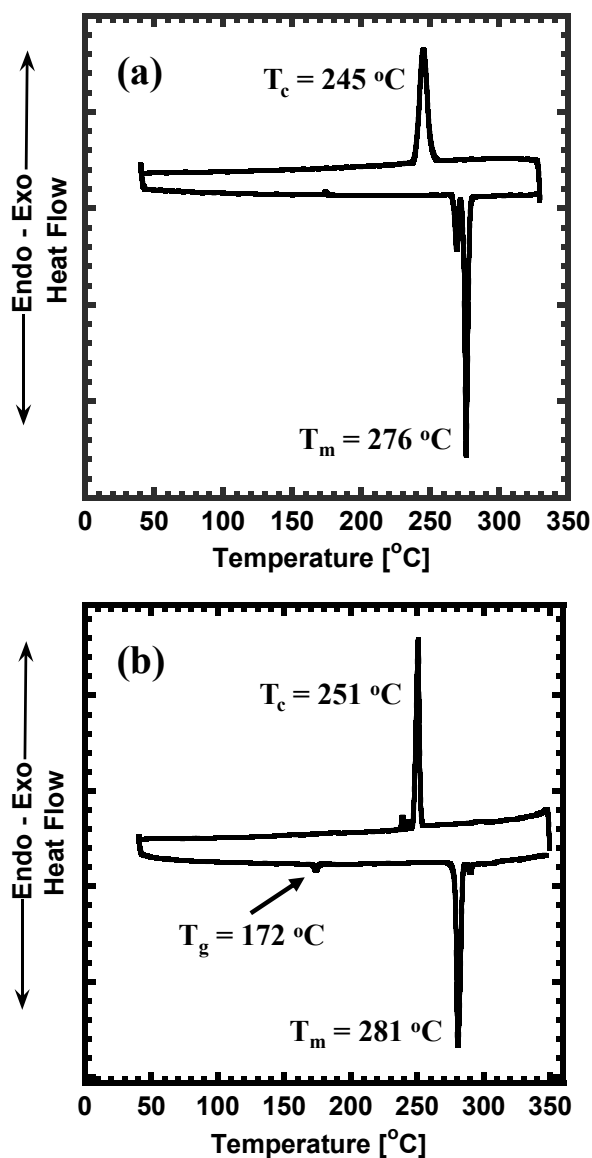 (a)
T_c = 245 °C
Endo - Exo
Heat Flow
T_m = 276 °C
0 50 100 150 200 250 300 350
Temperature [°C]
(b)
T_c = 251 °C
Endo - Exo
Heat Flow
T_g = 172 °C
T_m = 281 °C
0 50 100 150 200 250 300 350
Temperature [°C]